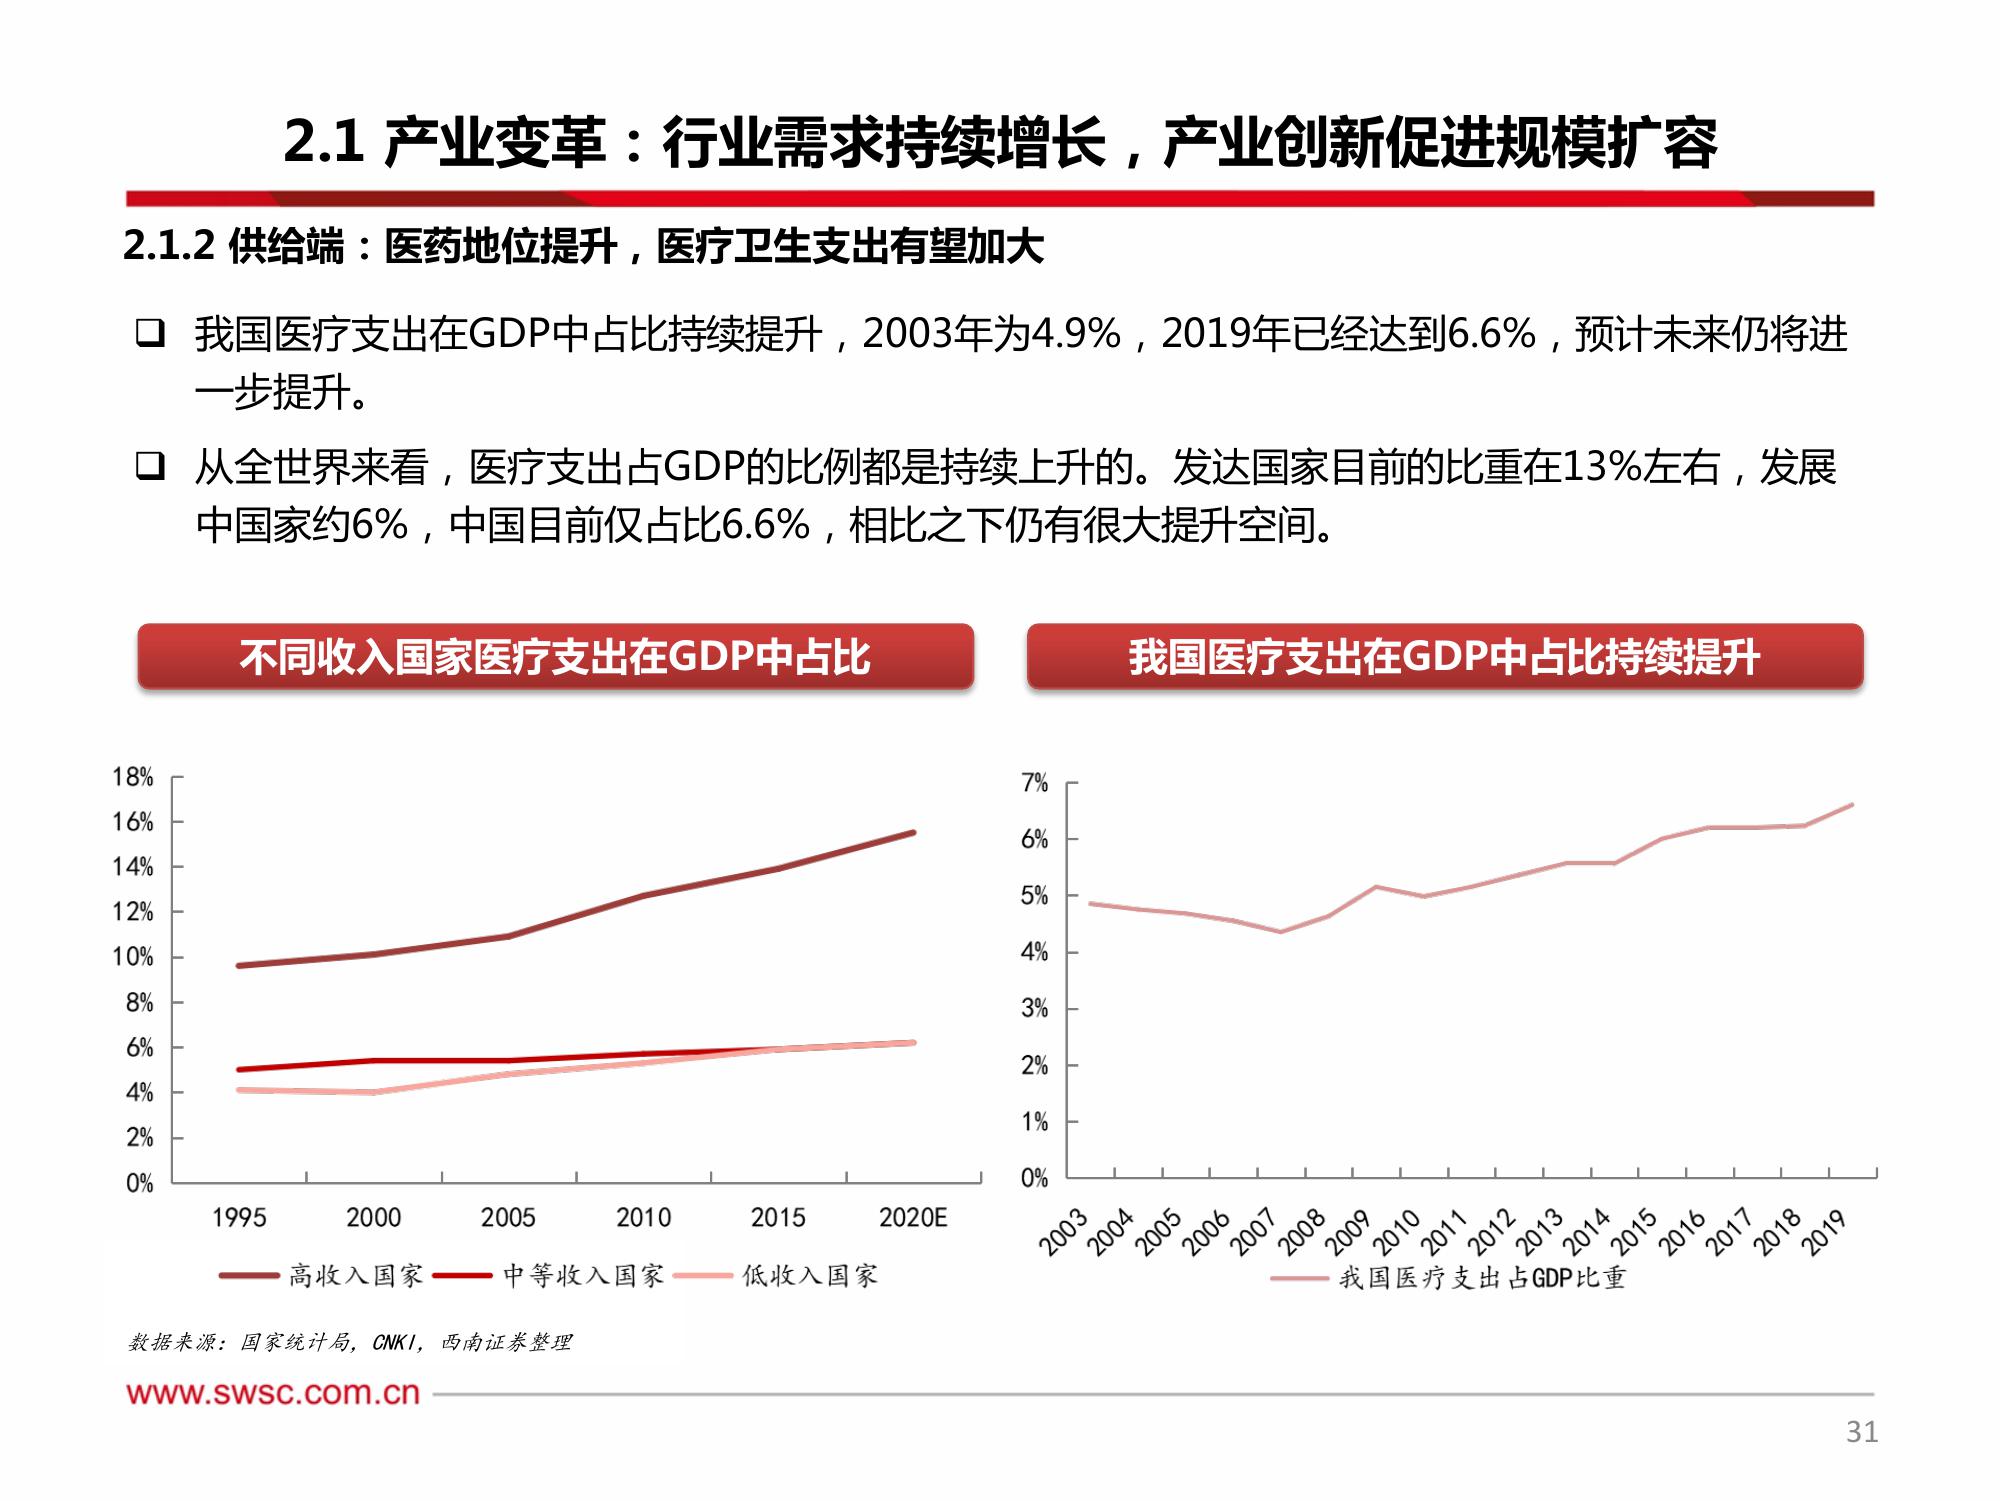 2.1 产业变革：行业需求持续增长，产业创新促进规模扩容
2.1.2 供给端：医药地位提升，医疗卫生支出有望加大
我国医疗支出在GDP中占比持续提升，2003年为4.9%，2019年已经达到6.6%，预计未来仍将进
一步提升。
从全世界来看，医疗支出占GDP的比例都是持续上升的。发达国家目前的比重在13%左右，发展
中国家约6%，中国目前仅占比6.6%，相比之下仍有很大提升空间。
不同收入国家医疗支出在GDP中占比
18%
16%
14%
12%
10%
8%
6%
4%
2%
0%
1995 2000 2005 2010 2015 2020E
高收入国家 中等收入国家 低收入国家
我国医疗支出在GDP中占比持续提升
7%
6%
5%
4%
3%
2%
1%
0%
2003 2004 2005 2006 2007 2008 2009 2010 2011 2012 2013 2014 2015 2016 2017 2018 2019
我国医疗支出占GDP比重
数据来源：国家统计局，CNKI，西南证券整理
www.swsc.com.cn
31